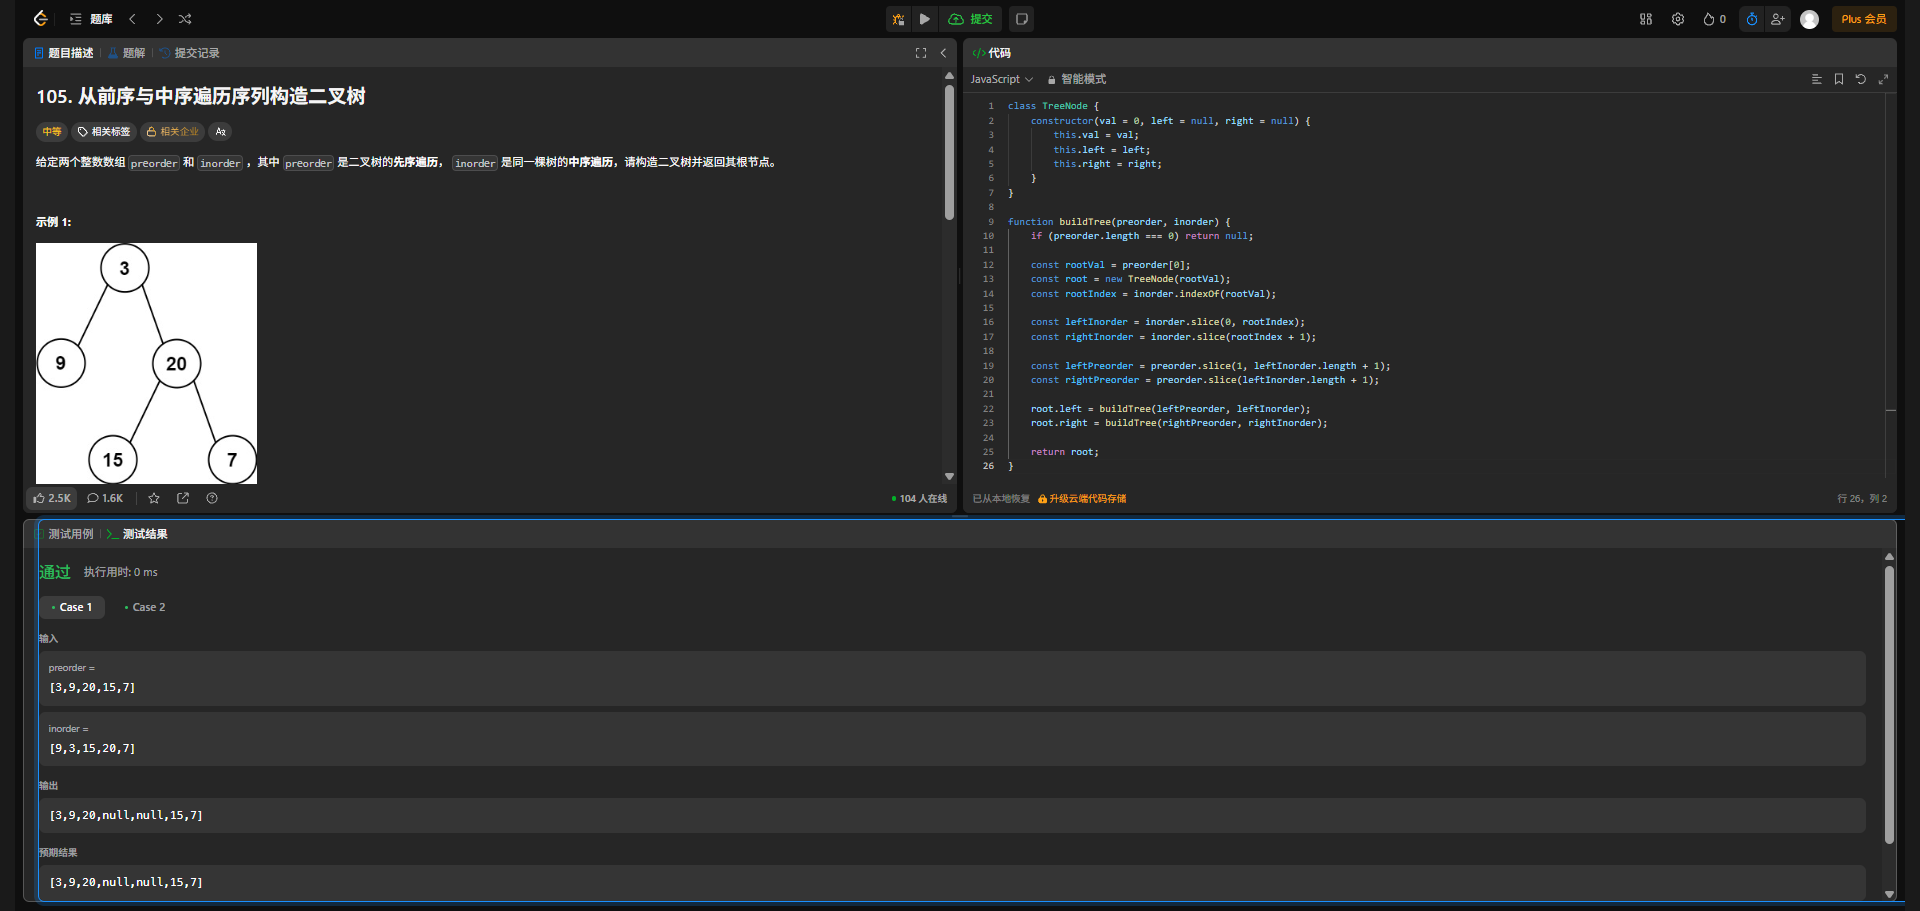 题库
提交
0
Plus 会员
题目描述
题解
提交记录
105. 从前序与中序遍历序列构造二叉树
中等
相关标签
相关企业
给定两个整数数组 preorder 和 inorder ，其中 preorder 是二叉树的先序遍历， inorder 是同一棵树的中序遍历，请构造二叉树并返回其根节点。
示例 1:
3
9
20
15
7
2.5K
1.6K
104 人在线
</>代码
JavaScript
智能模式
1 class TreeNode {
2 constructor(val = 0, left = null, right = null) {
3 this.val = val;
4 this.left = left;
5 this.right = right;
6 }
7 }
8
9 function buildTree(preorder, inorder) {
10 if (preorder.length === 0) return null;
11
12 const rootVal = preorder[0];
13 const root = new TreeNode(rootVal);
14 const rootIndex = inorder.indexOf(rootVal);
15
16 const leftInorder = inorder.slice(0, rootIndex);
17 const rightInorder = inorder.slice(rootIndex + 1);
18
19 const leftPreorder = preorder.slice(1, leftInorder.length + 1);
20 const rightPreorder = preorder.slice(leftInorder.length + 1);
21
22 root.left = buildTree(leftPreorder, leftInorder);
23 root.right = buildTree(rightPreorder, rightInorder);
24
25 return root;
26 }
已从本地恢复
升级云端代码存储
行 26，列 2
测试用例
测试结果
通过
执行用时: 0 ms
Case 1
Case 2
输入
preorder =
[3,9,20,15,7]
inorder =
[9,3,15,20,7]
输出
[3,9,20,null,null,15,7]
预期结果
[3,9,20,null,null,15,7]